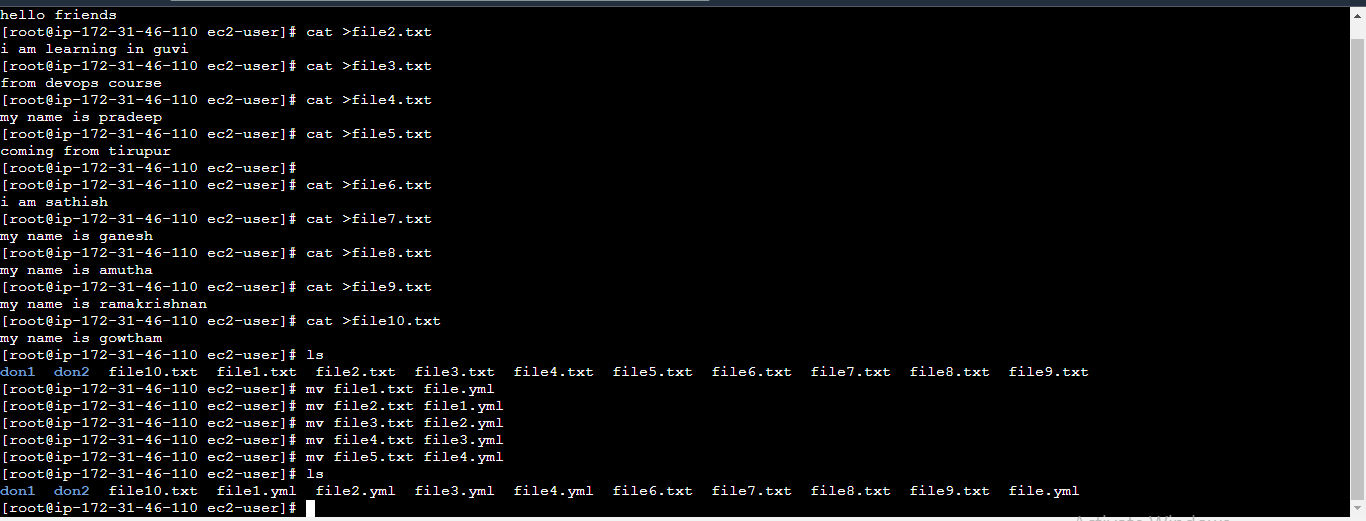 hello friends
[root@ip-172-31-46-110 ec2-user]# cat >file2.txt
i am learning in guvi
[root@ip-172-31-46-110 ec2-user]# cat >file3.txt
from devops course
[root@ip-172-31-46-110 ec2-user]# cat >file4.txt
my name is pradeep
[root@ip-172-31-46-110 ec2-user]# cat >file5.txt
coming from tirupur
[root@ip-172-31-46-110 ec2-user]#
[root@ip-172-31-46-110 ec2-user]# cat >file6.txt
i am sathish
[root@ip-172-31-46-110 ec2-user]# cat >file7.txt
my name is ganesh
[root@ip-172-31-46-110 ec2-user]# cat >file8.txt
my name is amutha
[root@ip-172-31-46-110 ec2-user]# cat >file9.txt
my name is ramakrishnan
[root@ip-172-31-46-110 ec2-user]# cat >file10.txt
my name is gowtham
[root@ip-172-31-46-110 ec2-user]# ls
don1  don2  file10.txt  file1.txt  file2.txt  file3.txt  file4.txt  file5.txt  file6.txt  file7.txt  file8.txt  file9.txt
[root@ip-172-31-46-110 ec2-user]# mv file1.txt file.yml
[root@ip-172-31-46-110 ec2-user]# mv file2.txt file1.yml
[root@ip-172-31-46-110 ec2-user]# mv file3.txt file2.yml
[root@ip-172-31-46-110 ec2-user]# mv file4.txt file3.yml
[root@ip-172-31-46-110 ec2-user]# mv file5.txt file4.yml
[root@ip-172-31-46-110 ec2-user]# ls
don1  don2  file10.txt  file1.yml  file2.yml  file3.yml  file4.yml  file6.txt  file7.txt  file8.txt  file9.txt  file.yml
[root@ip-172-31-46-110 ec2-user]#
Activate Windows